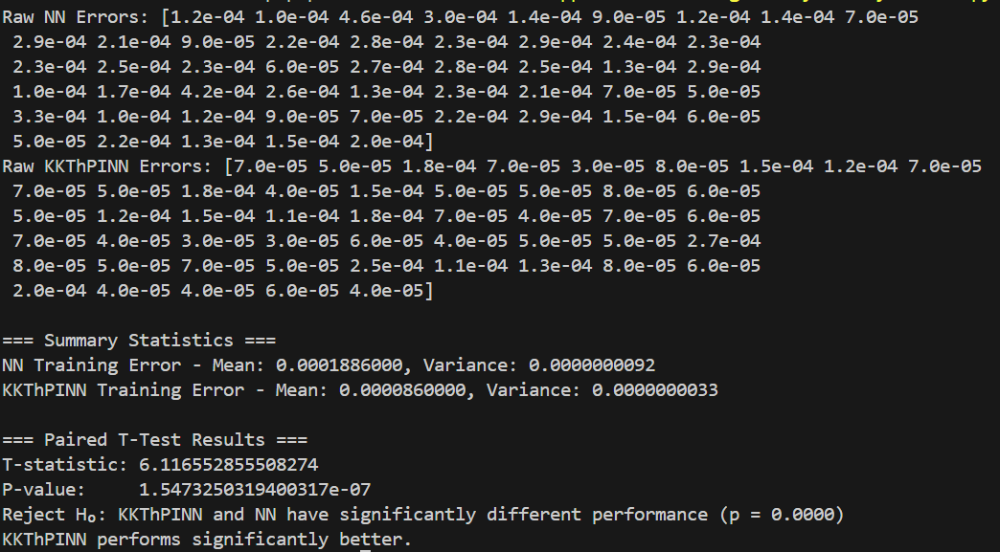 Raw NN Errors: [1.2e-04 1.0e-04 4.6e-04 3.0e-04 1.4e-04 9.0e-05 1.2e-04 1.4e-04 7.0e-05
2.9e-04 2.1e-04 9.0e-05 2.2e-04 2.8e-04 2.3e-04 2.9e-04 2.4e-04 2.3e-04
2.3e-04 2.5e-04 2.3e-04 6.0e-05 2.7e-04 2.8e-04 2.5e-04 1.3e-04 2.9e-04
1.0e-04 1.7e-04 4.2e-04 2.6e-04 1.3e-04 2.3e-04 2.1e-04 7.0e-05 5.0e-05
3.3e-04 1.0e-04 1.2e-04 9.0e-05 7.0e-05 2.2e-04 2.9e-04 1.5e-04 6.0e-05
5.0e-05 2.2e-04 1.3e-04 1.5e-04 2.0e-04]
Raw KKThPINN Errors: [7.0e-05 5.0e-05 1.8e-04 7.0e-05 3.0e-05 8.0e-05 1.5e-04 1.2e-04 7.0e-05
7.0e-05 5.0e-05 1.8e-04 4.0e-05 1.5e-04 5.0e-05 5.0e-05 8.0e-05 6.0e-05
5.0e-05 1.2e-04 1.5e-04 1.1e-04 1.8e-04 7.0e-05 4.0e-05 7.0e-05 6.0e-05
7.0e-05 4.0e-05 3.0e-05 3.0e-05 6.0e-05 4.0e-05 5.0e-05 5.0e-05 2.7e-04
8.0e-05 5.0e-05 7.0e-05 5.0e-05 2.5e-04 1.1e-04 1.3e-04 8.0e-05 6.0e-05
2.0e-04 4.0e-05 4.0e-05 6.0e-05 4.0e-05]
=== Summary Statistics ===
NN Training Error - Mean: 0.0001886000, Variance: 0.0000000092
KKThPINN Training Error - Mean: 0.0000860000, Variance: 0.0000000033
=== Paired T-Test Results ===
T-statistic: 6.116552855508274
P-value: 1.5473250319400317e-07
Reject H₀: KKThPINN and NN have significantly different performance (p = 0.0000)
KKThPINN performs significantly better.